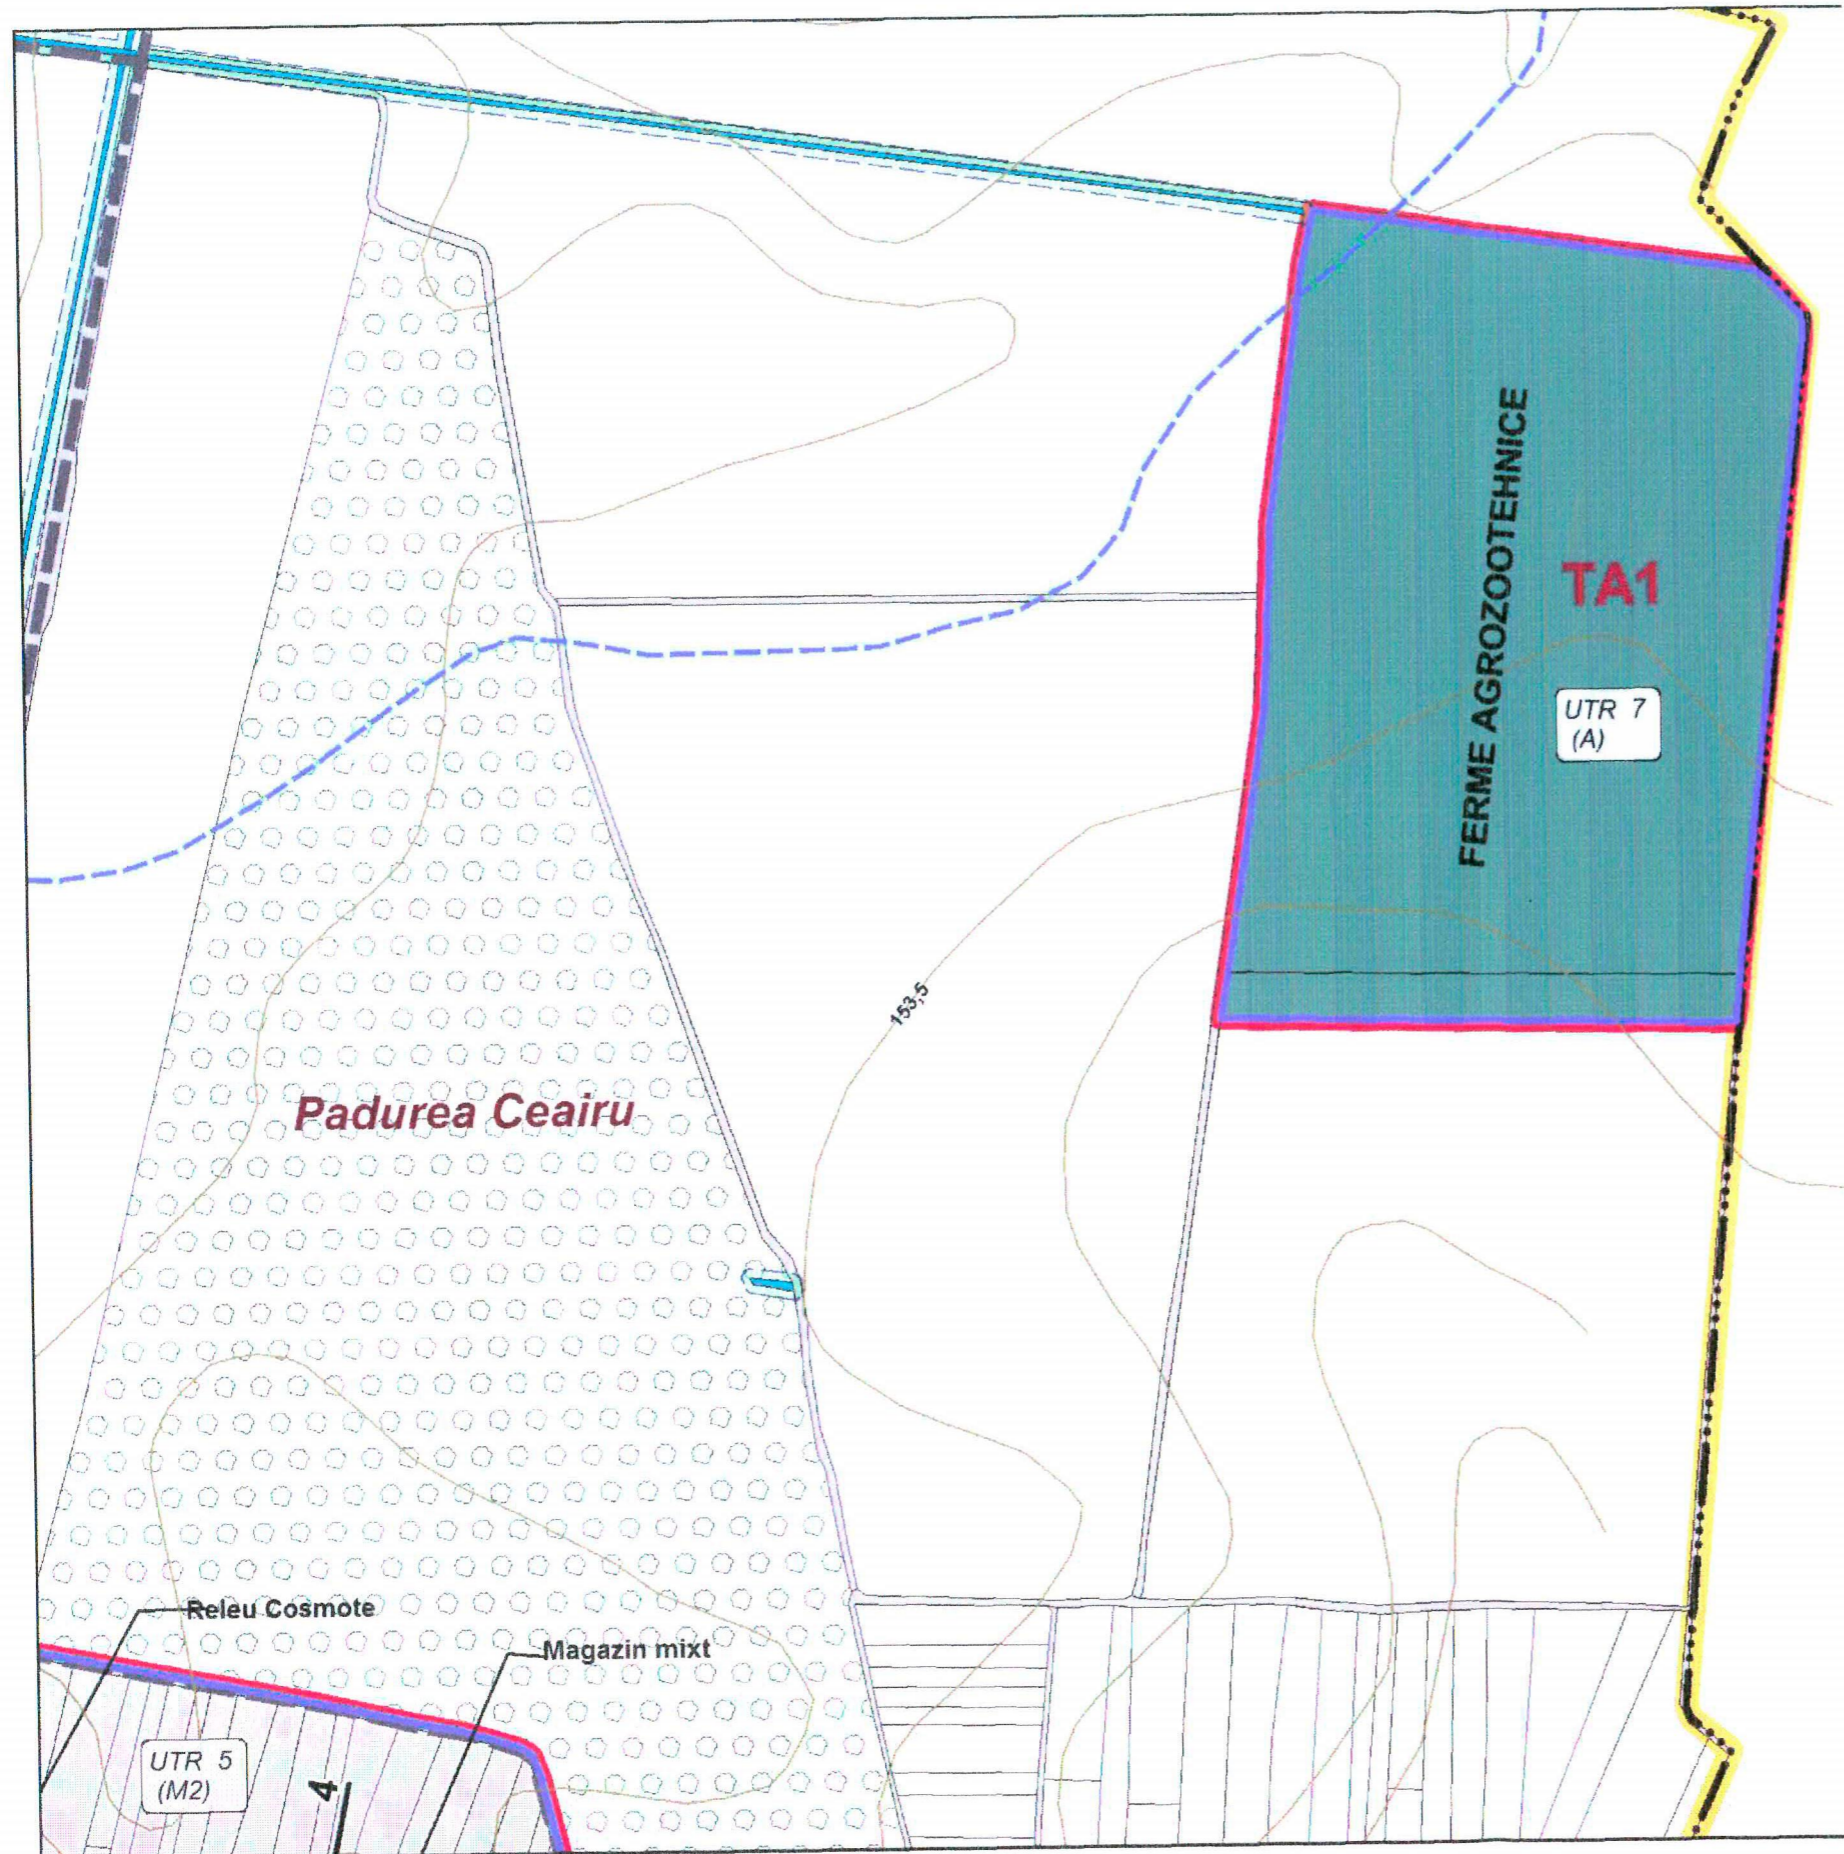 FERME AGROZOOTEHNICE
TA1
UTR 7
(A)
153,5
Padurea Ceairu
Releu Cosmote
Magazin mixt
UTR 5
(M2)
4